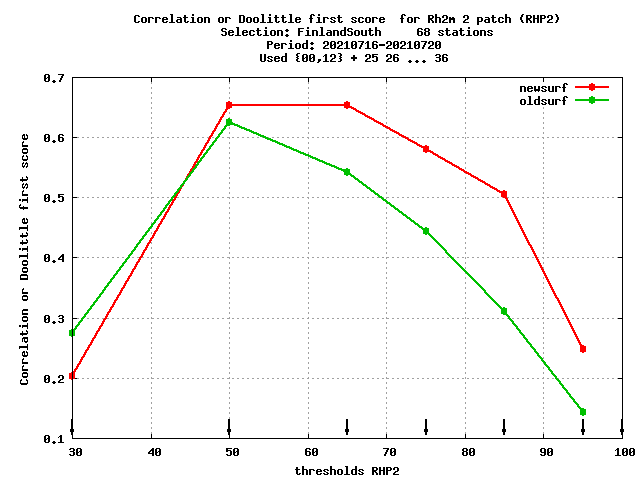 Correlation or Doolittle first score  for Rh2m 2 patch (RHP2)
Selection: FinlandSouth     68 stations
Period: 20210716-20210720
Used {00,12} + 25 26 ... 36
newsurf
oldsurf
0.7
0.6
0.5
0.4
0.3
0.2
0.1
Correlation or Doolittle first score
30 40 50 60 70 80 90 100
thresholds RHP2